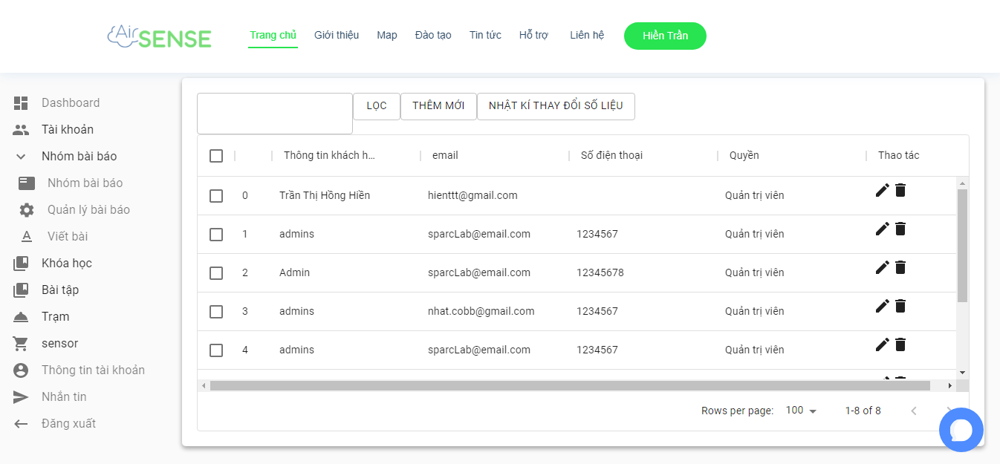 AirSENSE
Trang chủ Giới thiệu Map Đào tạo Tin tức Hỗ trợ Liên hệ Hiền Trần
Dashboard
Tài khoản
Nhóm bài báo
Nhóm bài báo
Quản lý bài báo
Viết bài
Khóa học
Bài tập
Trạm
sensor
Thông tin tài khoản
Nhắn tin
Đăng xuất
LỌC THÊM MỚI NHẬT KÍ THAY ĐỔI SỐ LIỆU
Thông tin khách h... email Số điện thoại Quyền Thao tác
0 Trần Thị Hồng Hiền hienttt@gmail.com Quản trị viên
1 admins sparcLab@email.com 1234567 Quản trị viên
2 Admin sparcLab@email.com 12345678 Quản trị viên
3 admins nhat.cobb@gmail.com 1234567 Quản trị viên
4 admins sparcLab@email.com 1234567 Quản trị viên
Rows per page: 100 1-8 of 8